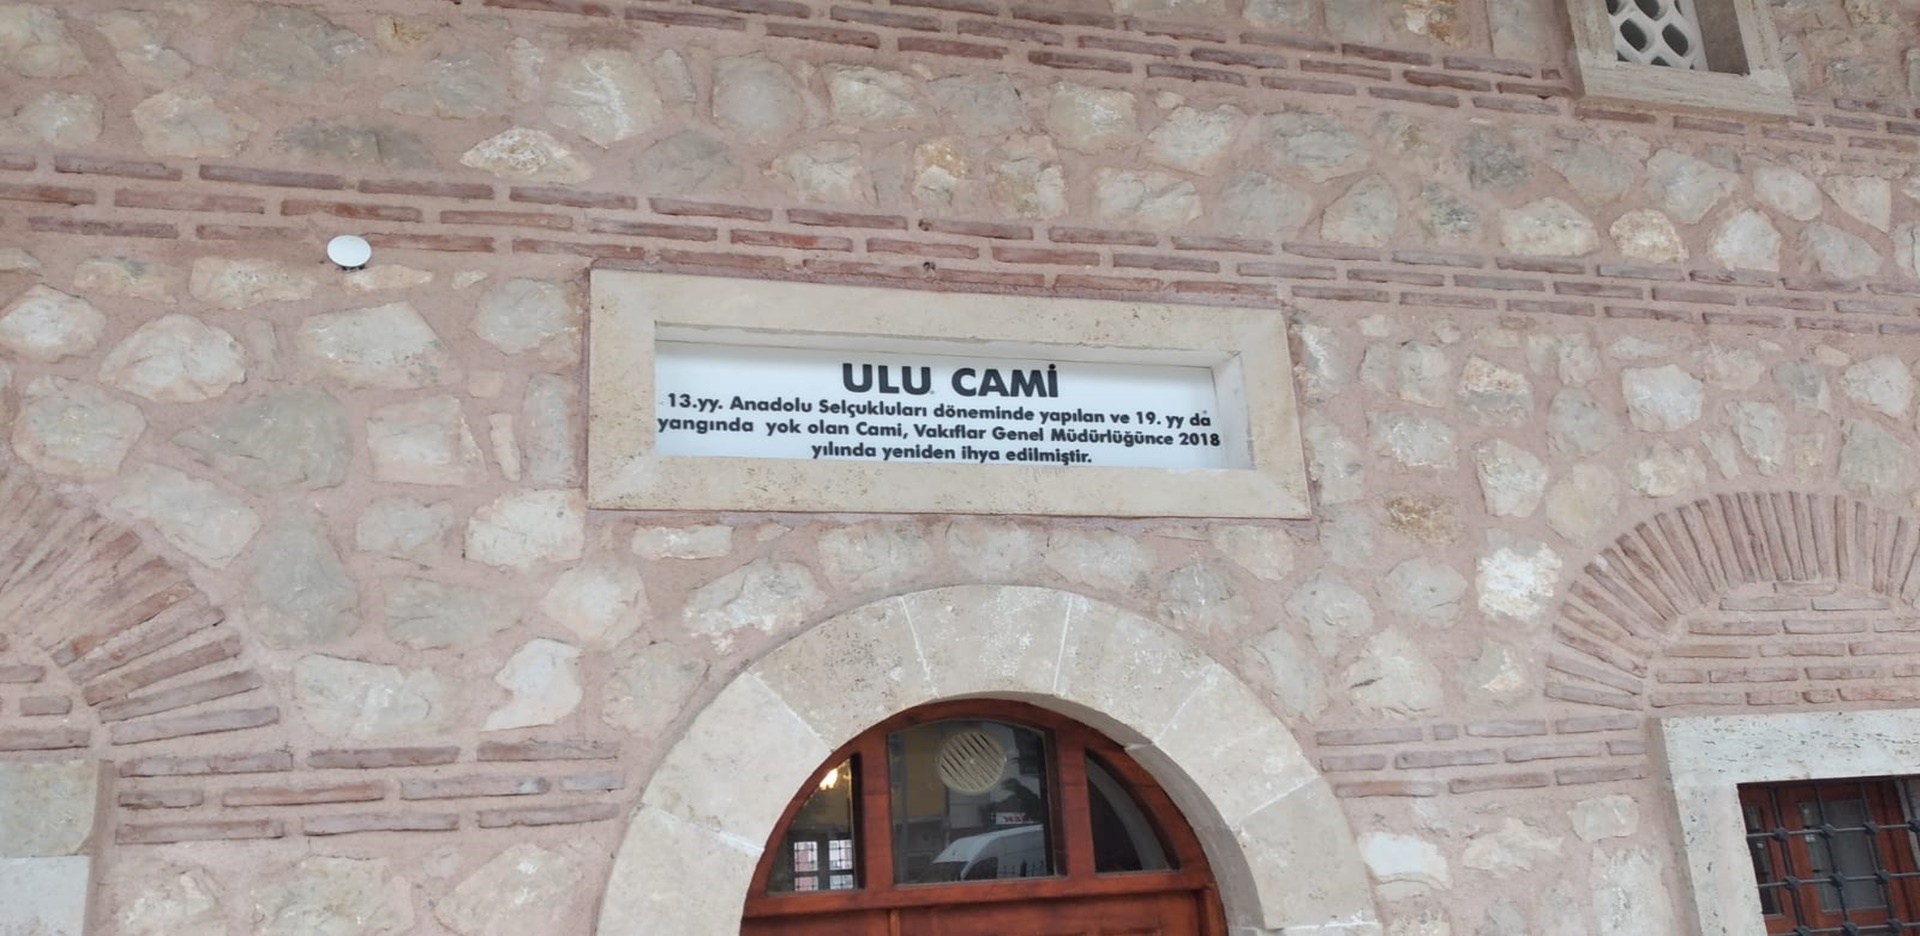 ULU CAMİ
13.yy. Anadolu Selçukluları döneminde yapılan ve 19. yy da
yangında yok olan Cami, Vakıflar Genel Müdürlüğünce 2018
yılında yeniden ihya edilmiştir.